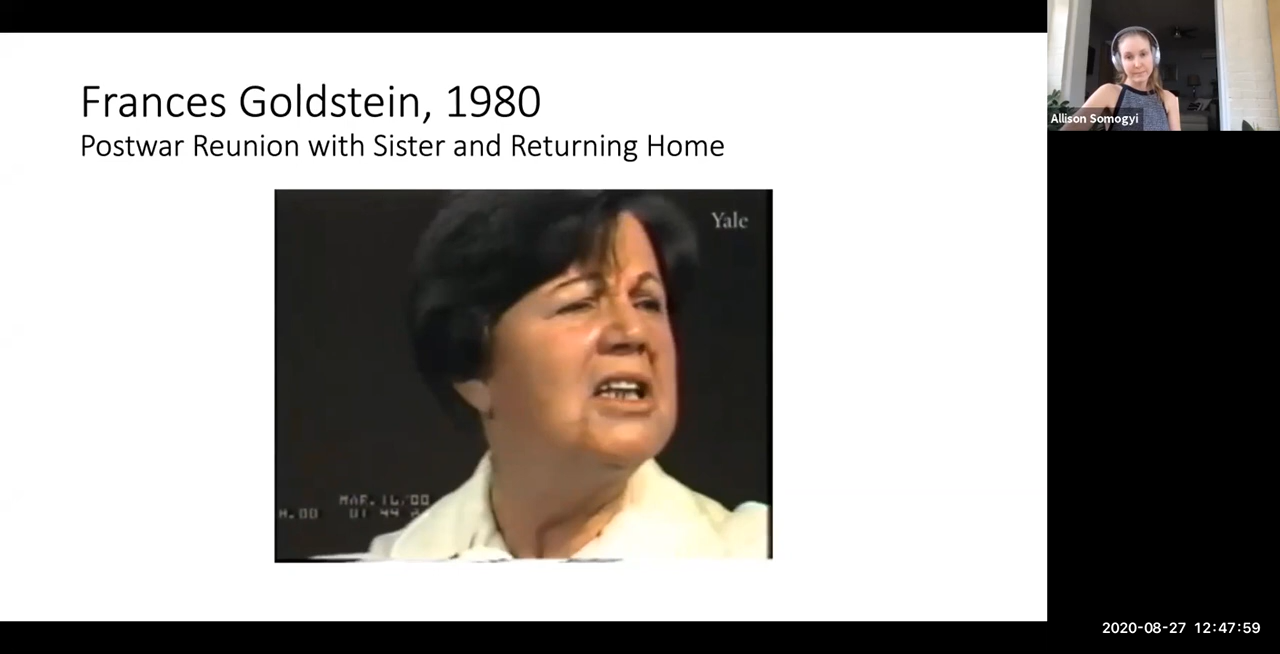 Frances Goldstein, 1980
Postwar Reunion with Sister and Returning Home
Yale
Allison Somogyi
2020-08-27 12:47:59